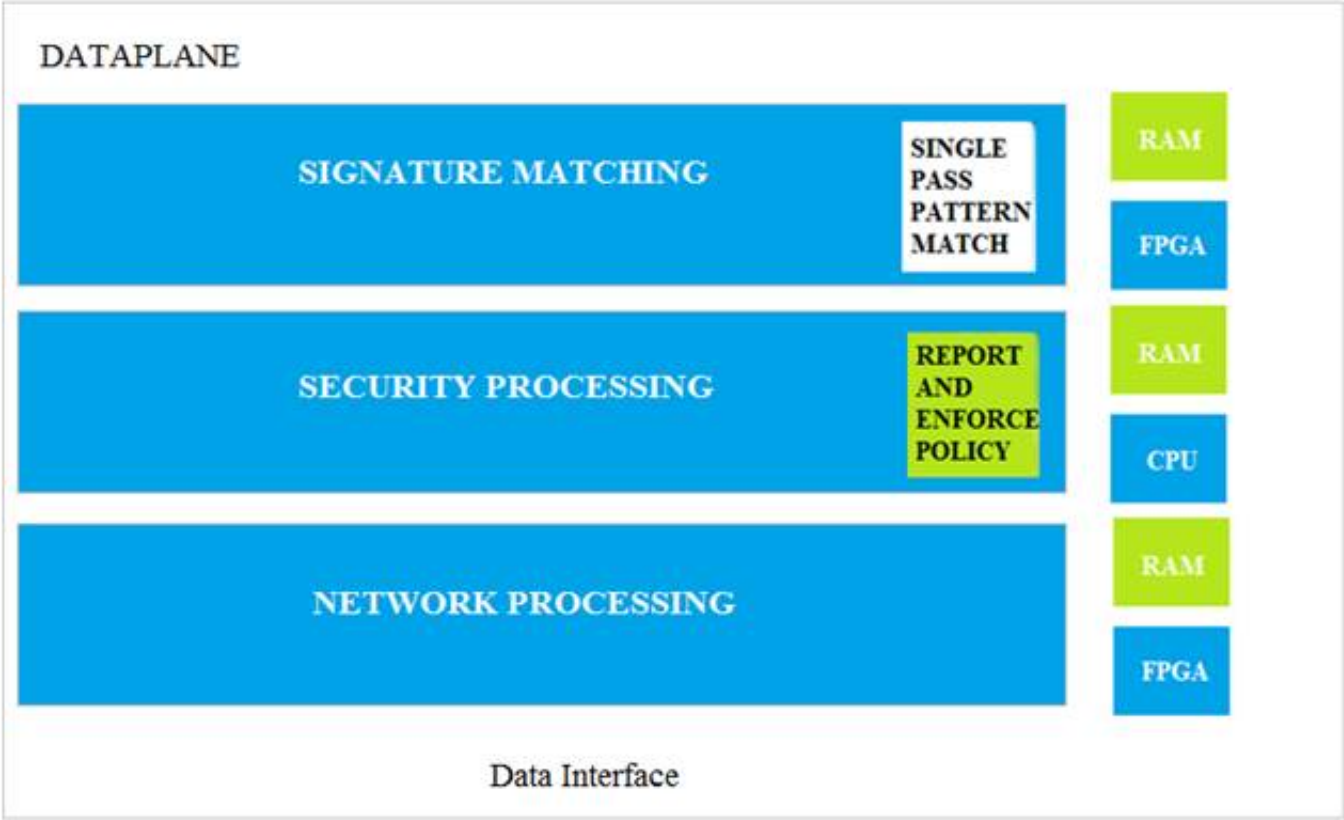 DATAPLANE
SIGNATURE MATCHING
SINGLE
PASS
PATTERN
MATCH
RAM
FPGA
SECURITY PROCESSING
REPORT
AND
ENFORCE
POLICY
RAM
CPU
NETWORK PROCESSING
RAM
FPGA
Data Interface